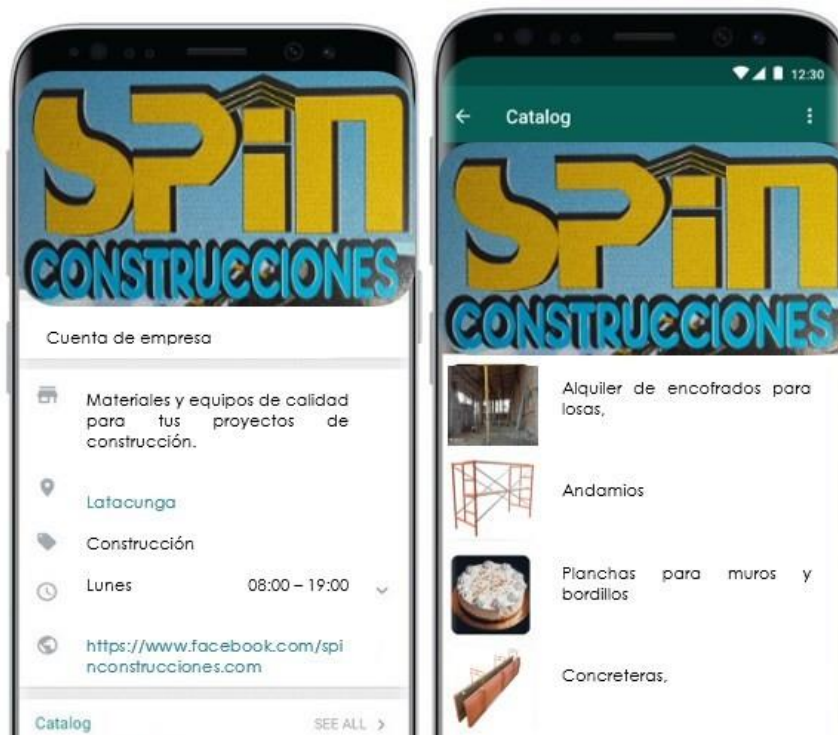 SPiN
CONSTRUCCIONES
Cuenta de empresa
Materiales y equipos de calidad
para tus proyectos de
construcción.
Latacunga
Construcción
Lunes 08:00 – 19:00
https://www.facebook.com/spi
nconstrucciones.com
Catalog SEE ALL >
12:30
Catalog
SPiN
CONSTRUCCIONES
Alquiler de encofrados para
losas,
Andamios
Planchas para muros y
bordillos
Concreteras,